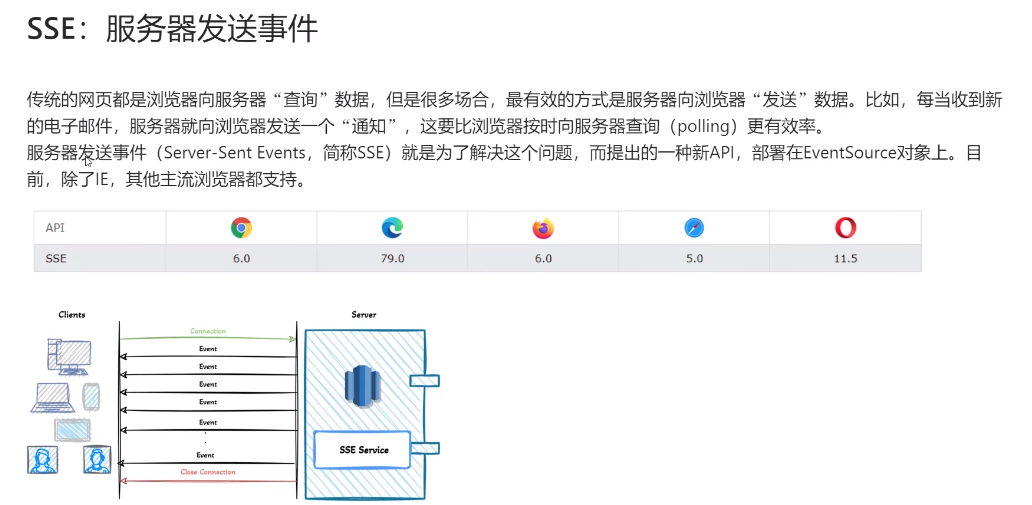 SSE：服务器发送事件
传统的网页都是浏览器向服务器“查询”数据，但是很多场合，最有效的方式是服务器向浏览器“发送”数据。比如，每当收到新
的电子邮件，服务器就向浏览器发送一个“通知”，这要比浏览器按时向服务器查询（polling）更有效率。
服务器发送事件（Server-Sent Events，简称SSE）就是为了解决这个问题，而提出的一种新API，部署在EventSource对象上。目
前，除了IE，其他主流浏览器都支持。
API
SSE 6.0 79.0 6.0 5.0 11.5
Clients Server
Connection
Event
Event
Event
Event
Event
Event
SSE Service
Close Connection